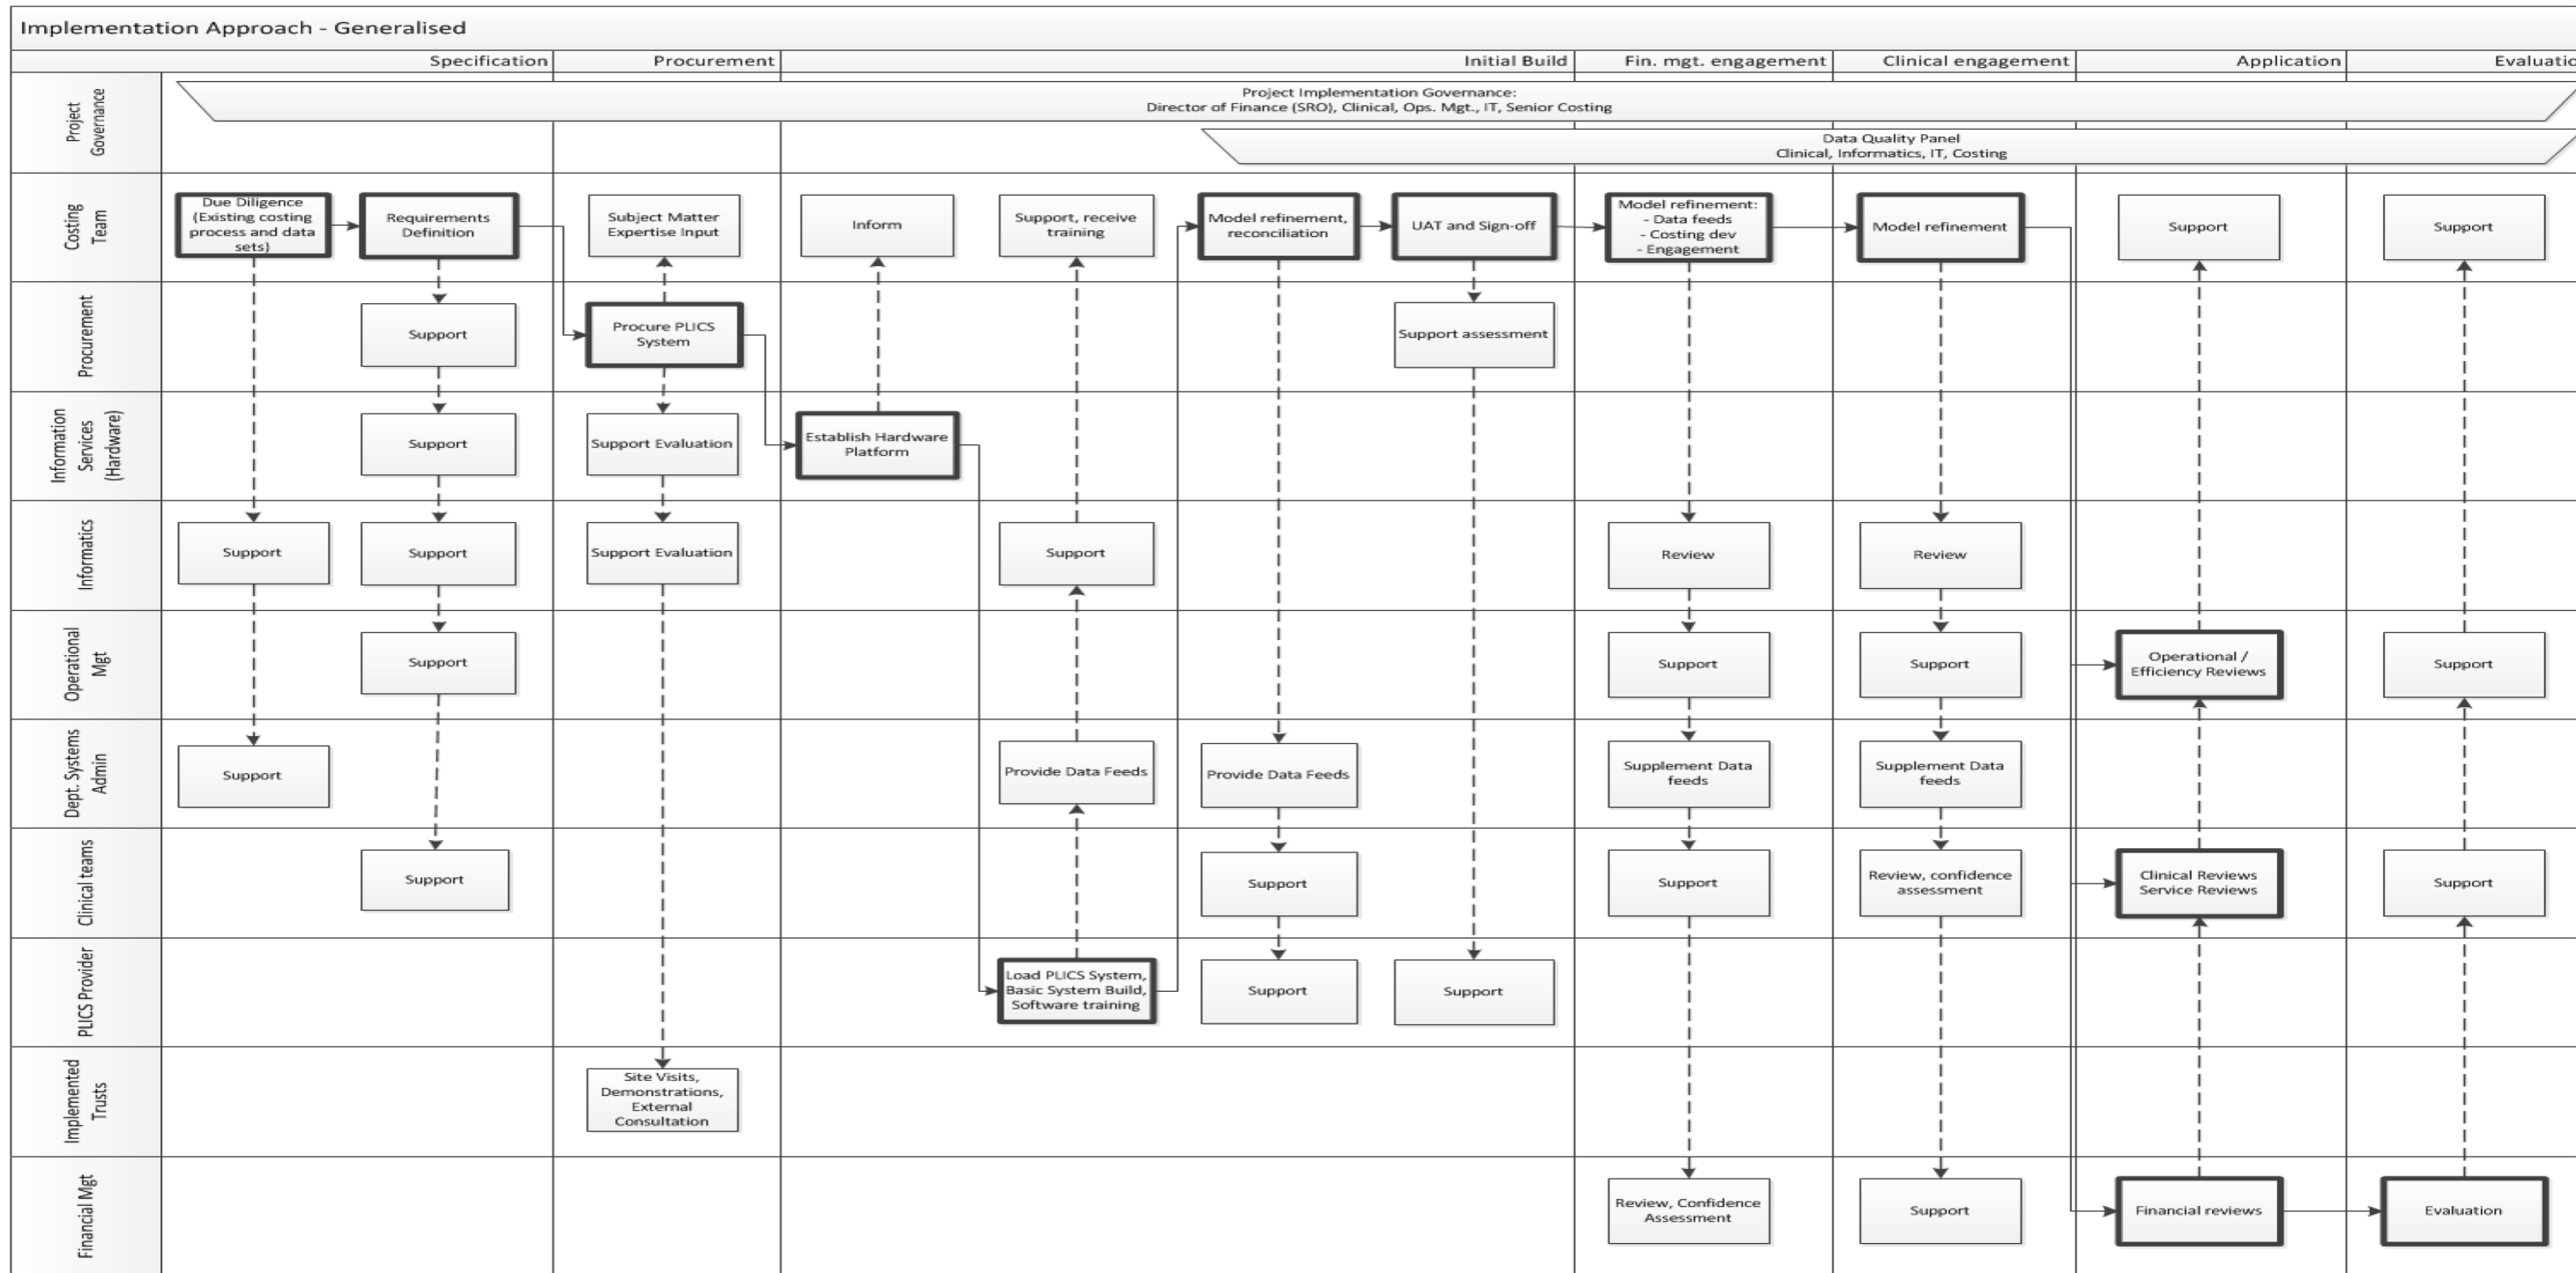 Implementation Approach - Generalised
Specification
Procurement
Initial Build
Fin. mgt. engagement
Clinical engagement
Application
Evaluatio
Project
Governance
Project Implementation Governance:
Director of Finance (SRO), Clinical, Ops. Mgt., IT, Senior Costing
Data Quality Panel
Clinical, Informatics, IT, Costing
Costing
Team
Due Diligence
(Existing costing
process and data
sets)
Requirements
Definition
Subject Matter
Expertise Input
Inform
Support, receive
training
Model refinement,
reconciliation
UAT and Sign-off
Model refinement:
- Data feeds
- Costing dev
- Engagement
Model refinement
Support
Support
Procurement
Support
Procure PLICS
System
Support assessment
Information
Services
(Hardware)
Support
Support Evaluation
Establish Hardware
Platform
Informatics
Support
Support
Support Evaluation
Support
Review
Review
Operational
Mgt
Support
Support
Support
Operational /
Efficiency Reviews
Support
Dept. Systems
Admin
Support
Provide Data Feeds
Provide Data Feeds
Supplement Data
feeds
Supplement Data
feeds
Clinical teams
Support
Support
Support
Review, confidence
assessment
Clinical Reviews
Service Reviews
Support
PLICS Provider
Load PLICS System,
Basic System Build,
Software training
Support
Support
Implemented
Trusts
Site Visits,
Demonstrations,
External
Consultation
Financial Mgt
Review, Confidence
Assessment
Support
Financial reviews
Evaluation